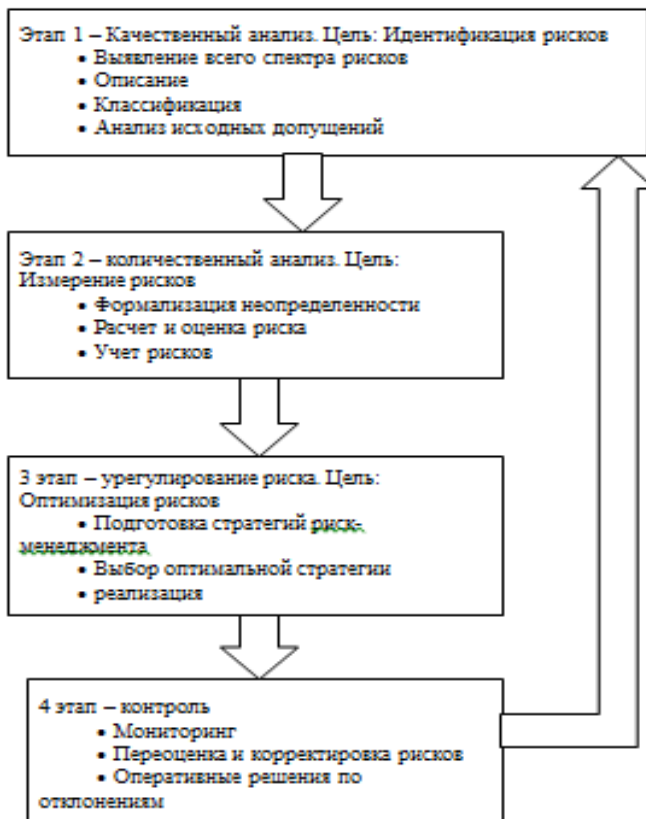 Этап 1 – Качественный анализ. Цель: Идентификация рисков
• Выявление всего спектра рисков
• Описание
• Классификация
• Анализ исходных допущений
Этап 2 – количественный анализ. Цель:
Измерение рисков
• Формализация неопределенности
• Расчет и оценка риска
• Учет рисков
3 этап – урегулирование риска. Цель:
Оптимизация рисков
• Подготовка стратегий риск-
менеджмента
• Выбор оптимальной стратегии
• реализация
4 этап – контроль
• Мониторинг
• Переоценка и корректировка рисков
• Оперативные решения по
отклонениям